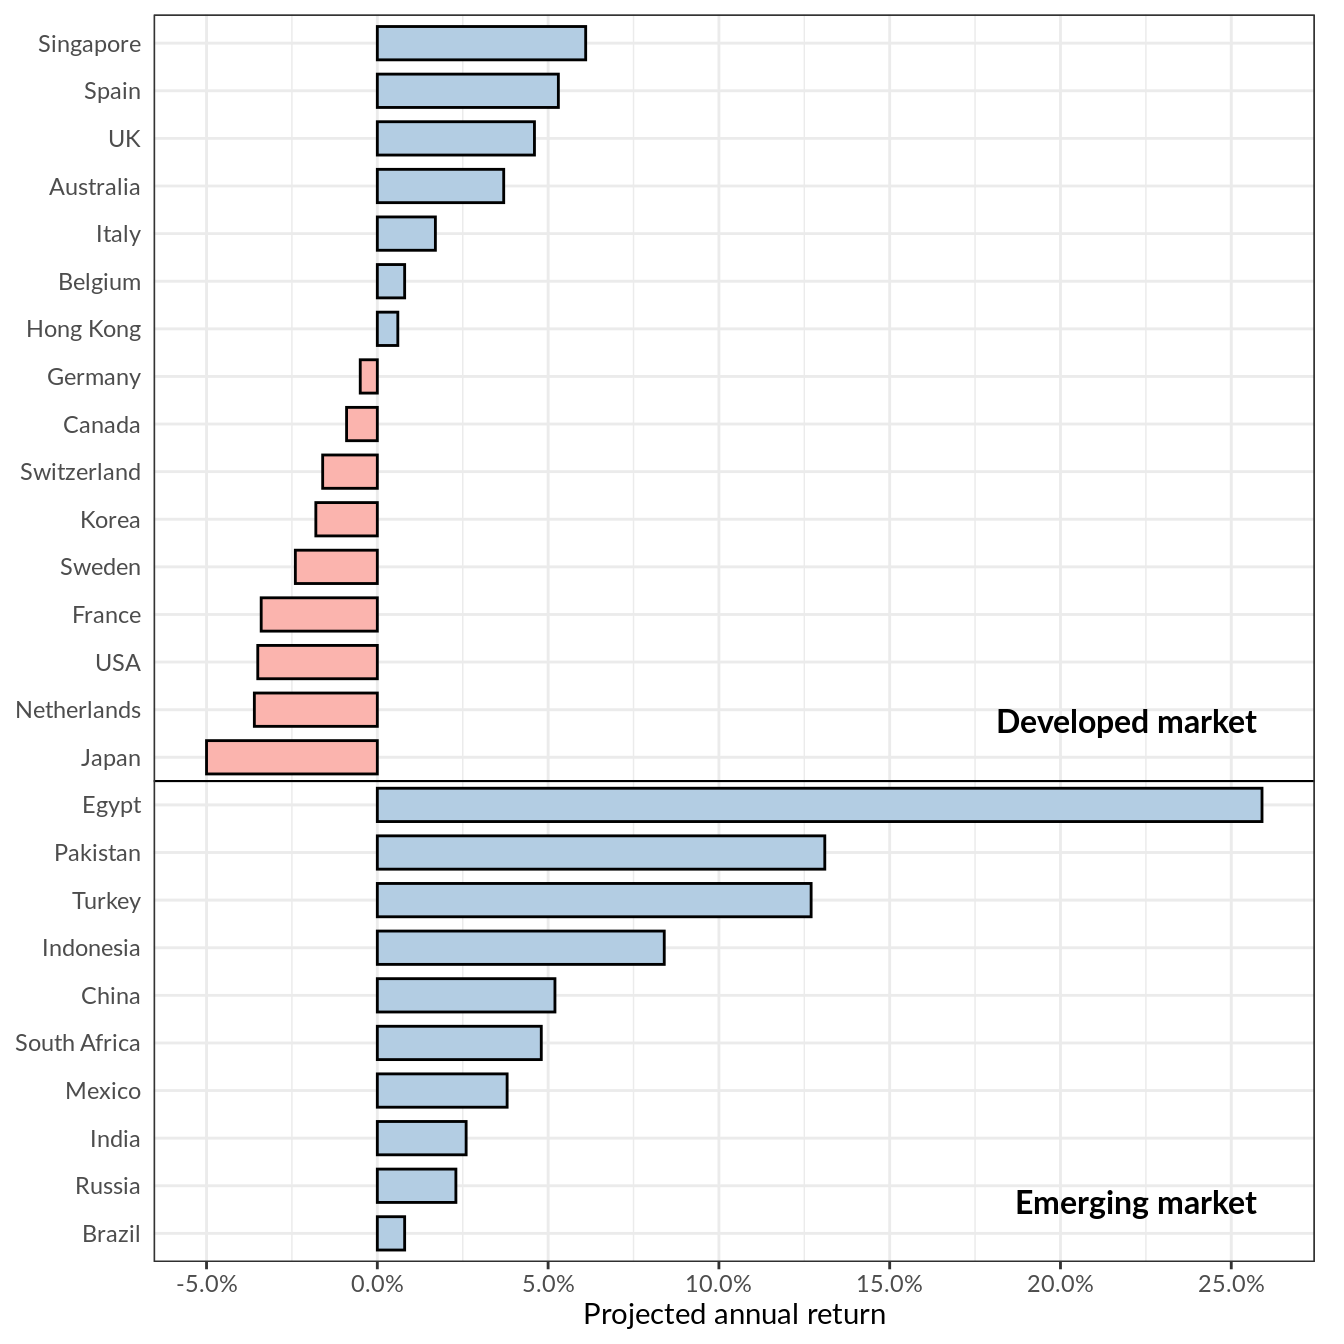 Singapore
Spain
UK
Australia
Italy
Belgium
Hong Kong
Germany
Canada
Switzerland
Korea
Sweden
France
USA
Netherlands
Developed market
Japan
Egypt
Pakistan
Turkey
Indonesia
China
South Africa
Mexico
India
Russia
Emerging market
Brazil
-5.0% 0.0% 5.0% 10.0% 15.0% 20.0% 25.0%
Projected annual return